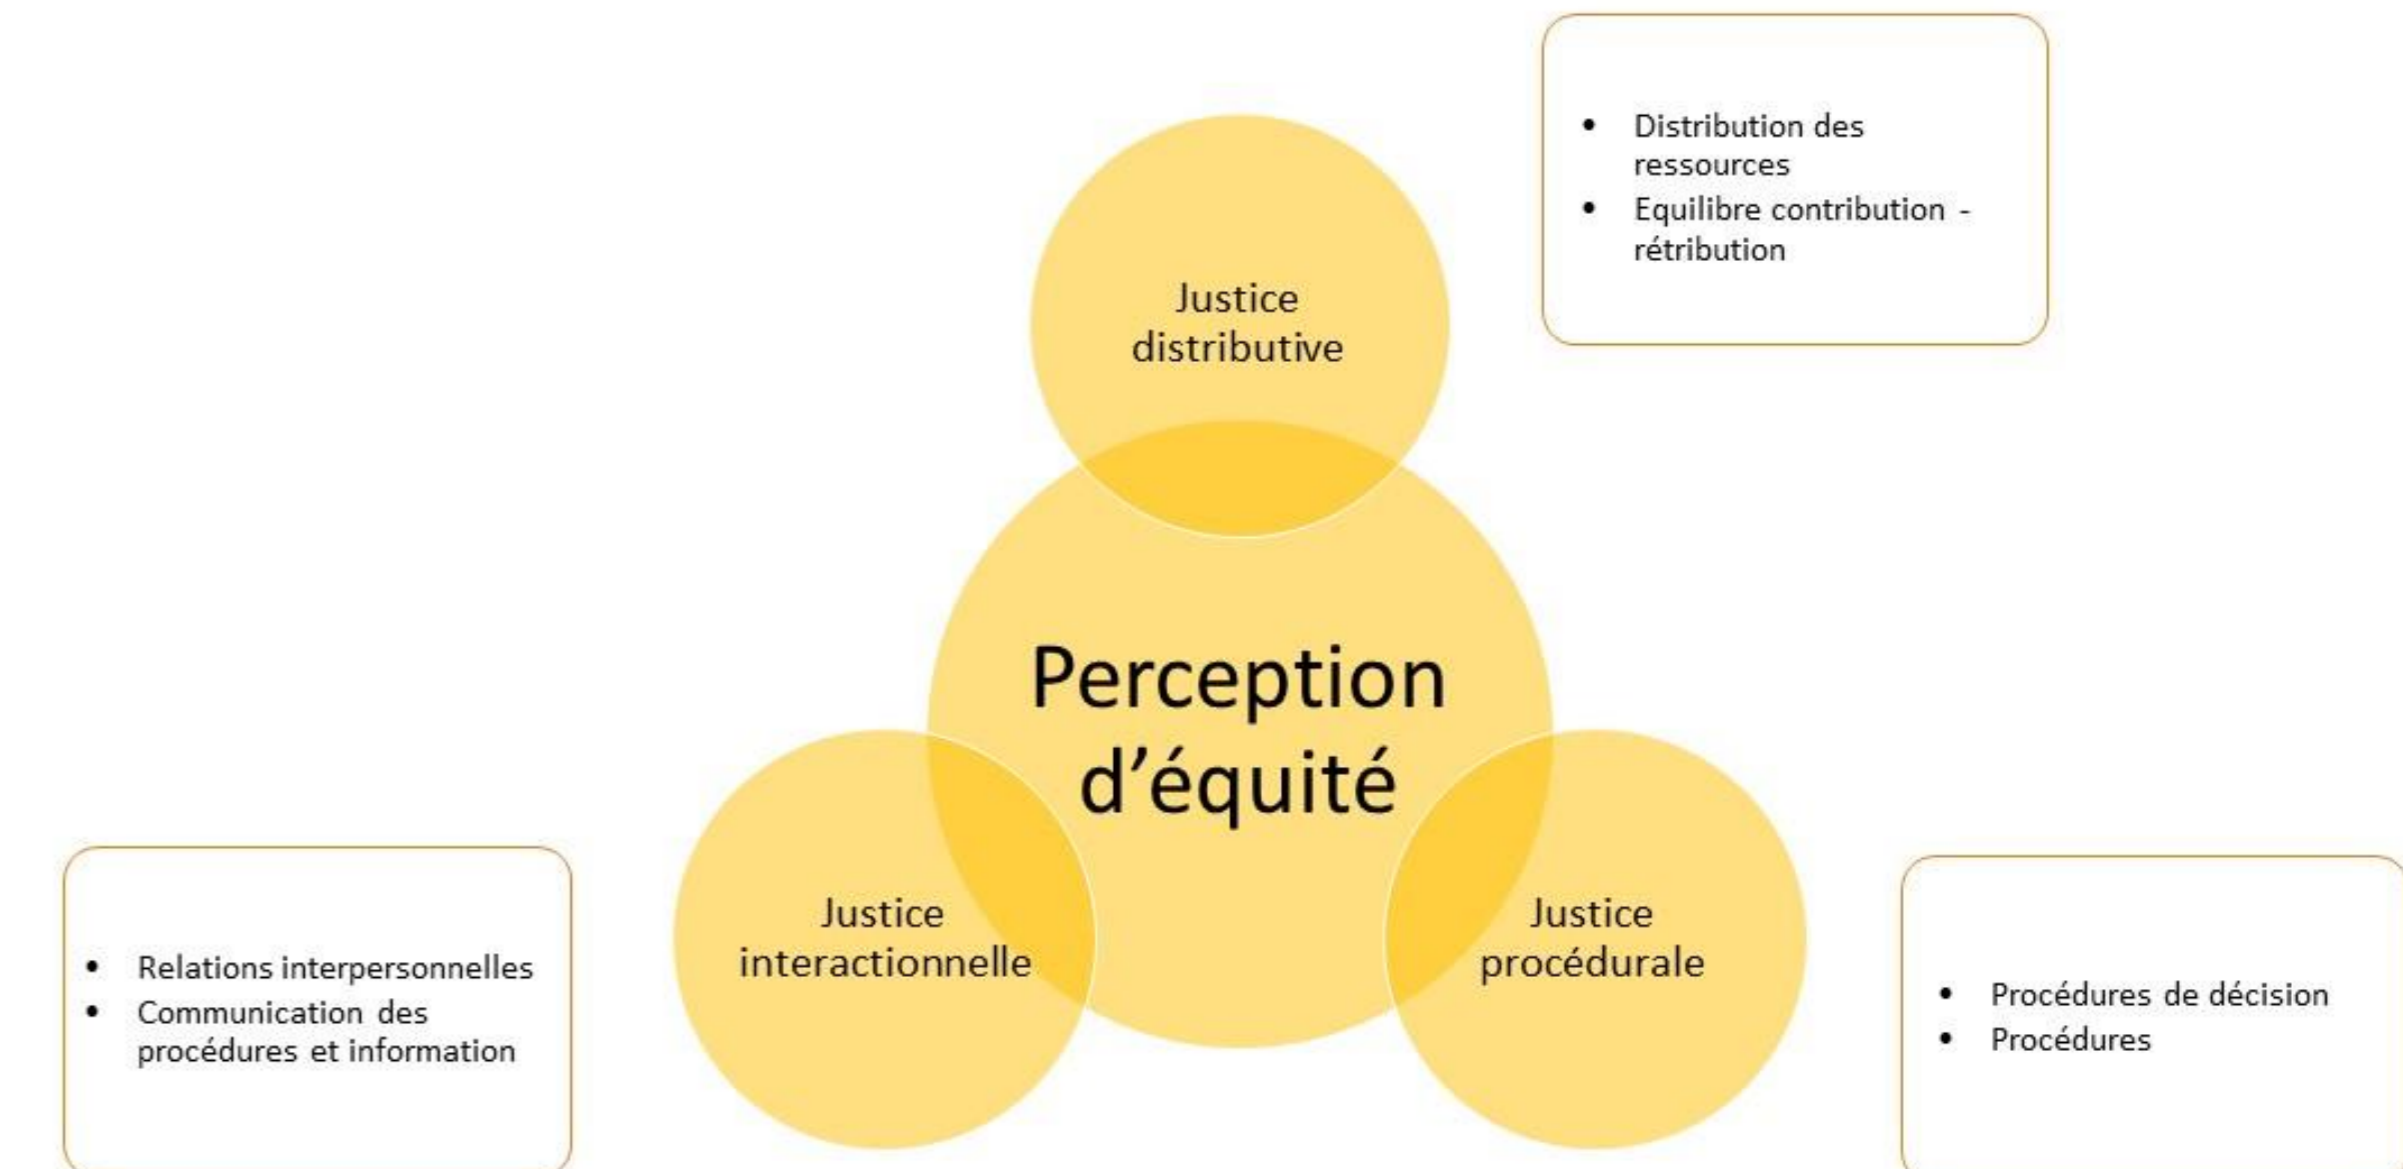 • Distribution des
ressources
• Equilibre contribution -
rétribution
Justice
distributive
Perception
d’équité
Justice
interactionnelle
• Relations interpersonnelles
• Communication des
procédures et information
Justice
procédurale
• Procédures de décision
• Procédures